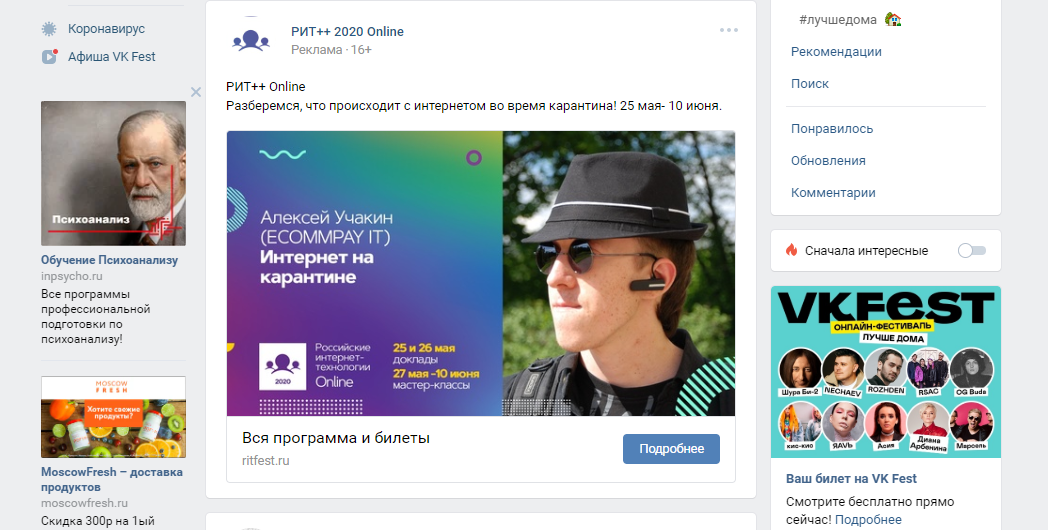 Коронавирус
Афиша VK Fest
Психоанализ
Обучение Психоанализу
inpsycho.ru
Все программы
профессиональной
подготовки по
психоанализу!
MOSCOW
FRESH
Хотите свежие
продукты?
MoscowFresh – доставка
продуктов
moscowfresh.ru
Скидка 300р на 1ый
РИТ++ 2020 Online
Реклама · 16+
РИТ++ Online
Разберемся, что происходит с интернетом во время карантина! 25 мая- 10 июня.
Алексей Учакин
(ECOMMPAY IT)
Интернет на
карантине
2020
Российские
интернет-
технологии
Online
25 и 26 мая
доклады
27 мая -10 июня
мастер-классы
Вся программа и билеты
ritfest.ru
Подробнее
#лучшедома
Рекомендации
Поиск
Понравилось
Обновления
Комментарии
Сначала интересные
VK FEST
ОНЛАЙН-ФЕСТИВАЛЬ
ЛУЧШЕ ДОМА
Шура Би-2
NECHAEV
ROZHDEN
RSAC
OG Buda
кис-кис
ЯАVЬ
Асия
Диана
Арбенина
Марсель
Ваш билет на VK Fest
Смотрите бесплатно прямо
сейчас! Подробнее